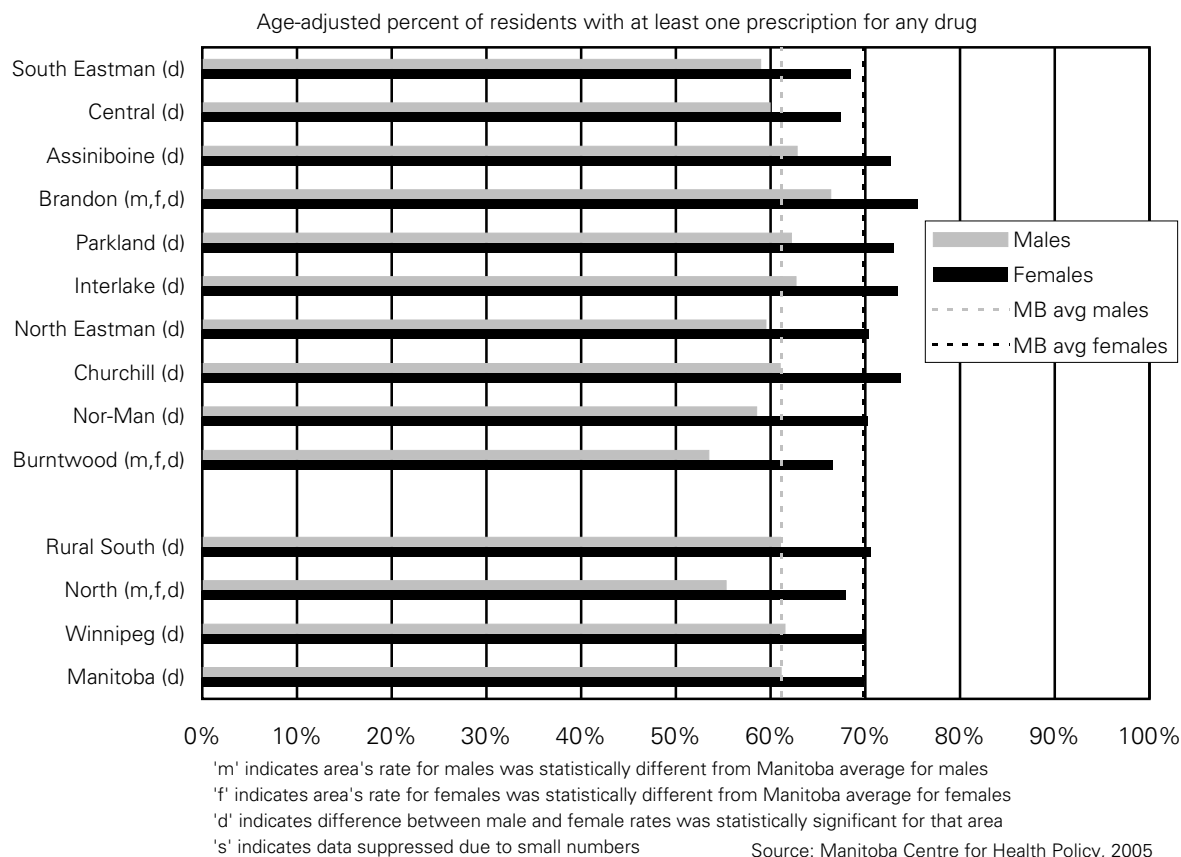 Age-adjusted percent of residents with at least one prescription for any drug
South Eastman (d)
Central (d)
Assiniboine (d)
Brandon (m,f,d)
Parkland (d)
Interlake (d)
North Eastman (d)
Churchill (d)
Nor-Man (d)
Burntwood (m,f,d)
Rural South (d)
North (m,f,d)
Winnipeg (d)
Manitoba (d)
Males
Females
MB avg males
MB avg females
0% 10% 20% 30% 40% 50% 60% 70% 80% 90% 100%
'm' indicates area's rate for males was statistically different from Manitoba average for males
'f' indicates area's rate for females was statistically different from Manitoba average for females
'd' indicates difference between male and female rates was statistically significant for that area
's' indicates data suppressed due to small numbers
Source: Manitoba Centre for Health Policy, 2005